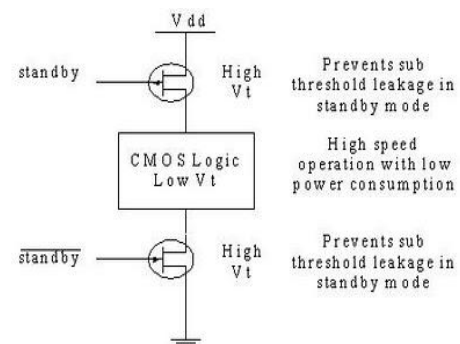 Vdd
standby
High
Vt
Prevents sub
threshold leakage in
standby mode
CMOS Logic
Low Vt
High speed
operation with low
power consumption
standby
High
Vt
Prevents sub
threshold leakage in
standby mode